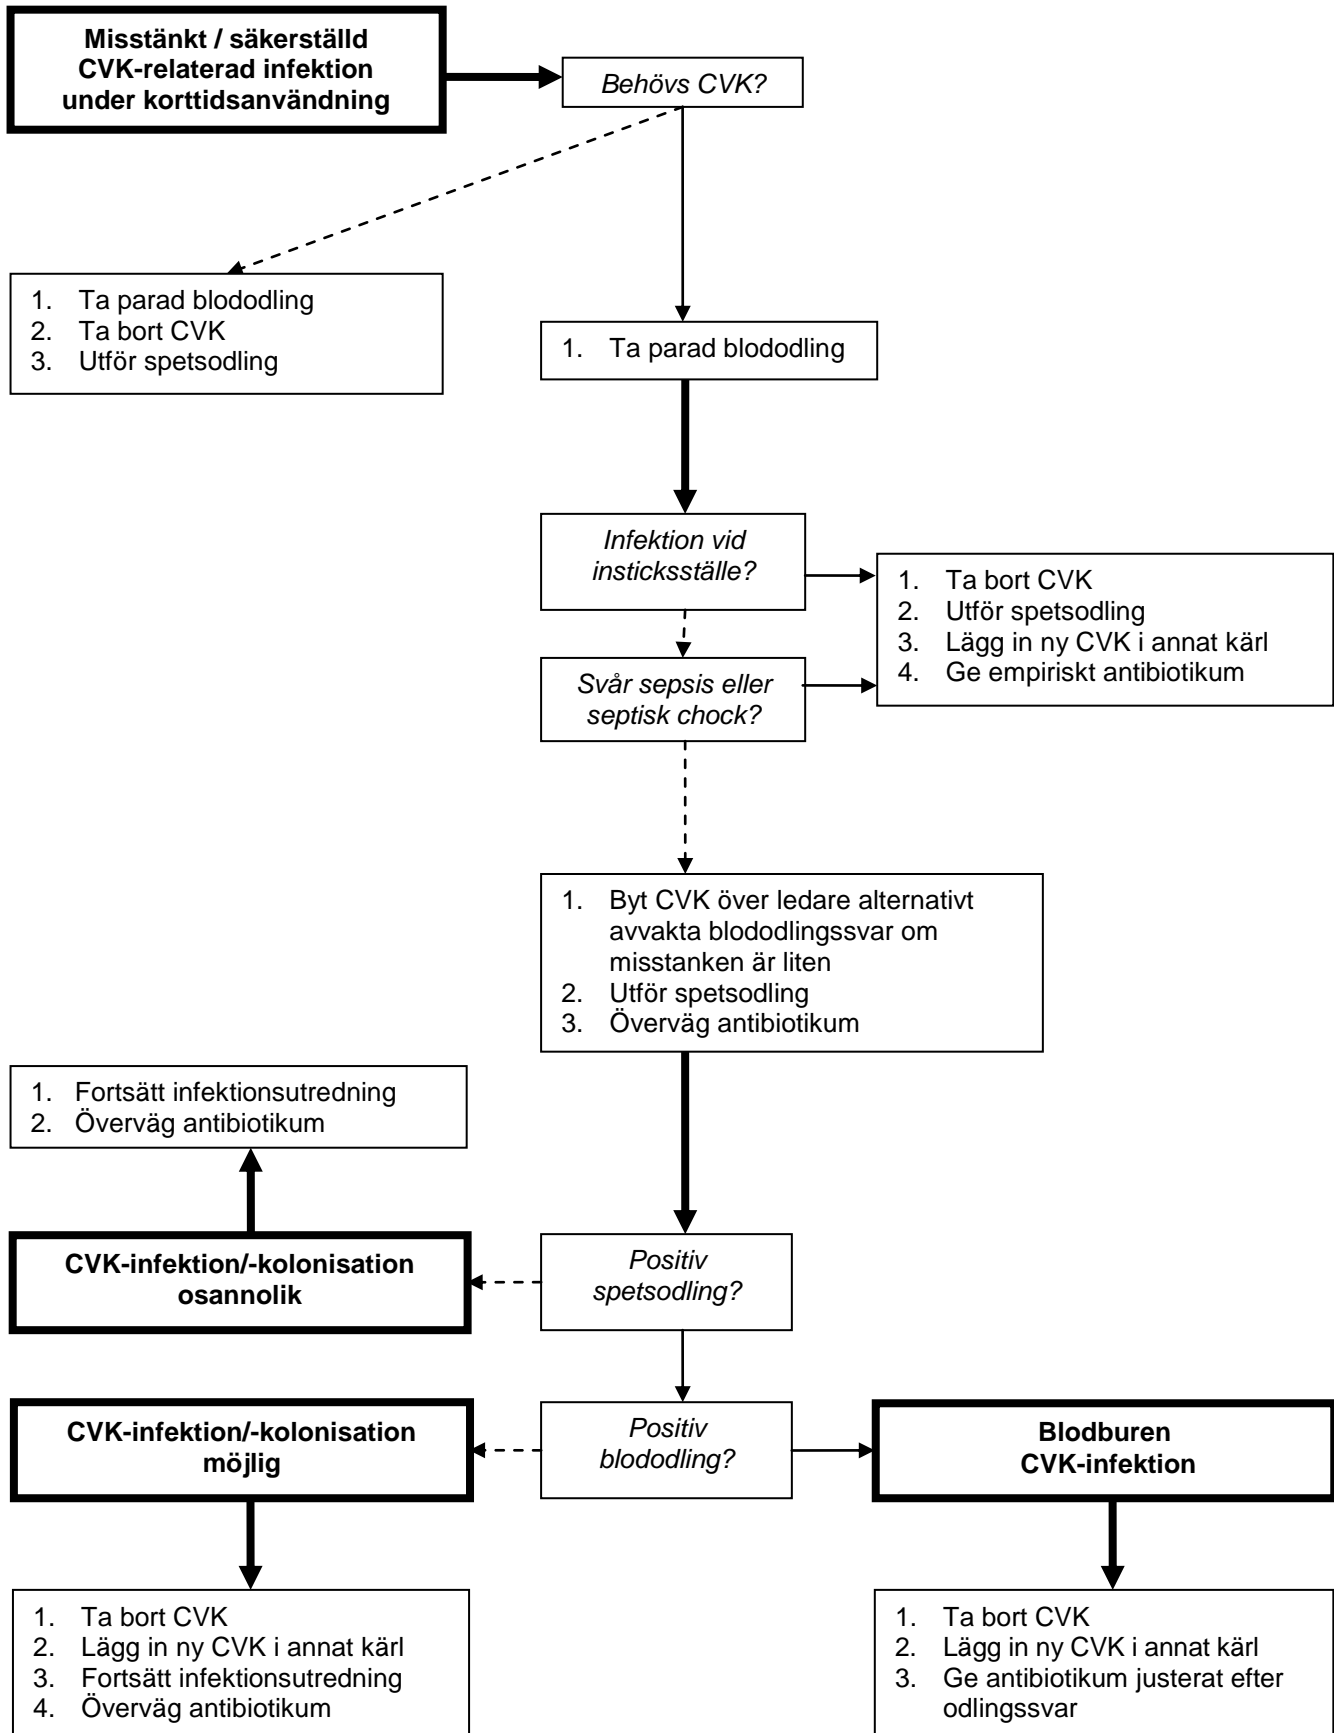 Misstänkt / säkerställd
CVK-relaterad infektion
under korttidsanvändning
Behövs CVK?
1. Ta parad blododling
2. Ta bort CVK
3. Utför spetsodling
1. Ta parad blododling
Infektion vid
insticksställe?
1. Ta bort CVK
2. Utför spetsodling
3. Lägg in ny CVK i annat kärl
4. Ge empiriskt antibiotikum
Svår sepsis eller
septisk chock?
1. Byt CVK över ledare alternativt
avvakta blododlingssvar om
misstanken är liten
2. Utför spetsodling
3. Överväg antibiotikum
1. Fortsätt infektionsutredning
2. Överväg antibiotikum
CVK-infektion/-kolonisation
osannolik
Positiv
spetsodling?
CVK-infektion/-kolonisation
möjlig
Positiv
blododling?
Blodburen
CVK-infektion
1. Ta bort CVK
2. Lägg in ny CVK i annat kärl
3. Fortsätt infektionsutredning
4. Överväg antibiotikum
1. Ta bort CVK
2. Lägg in ny CVK i annat kärl
3. Ge antibiotikum justerat efter
odlingssvar